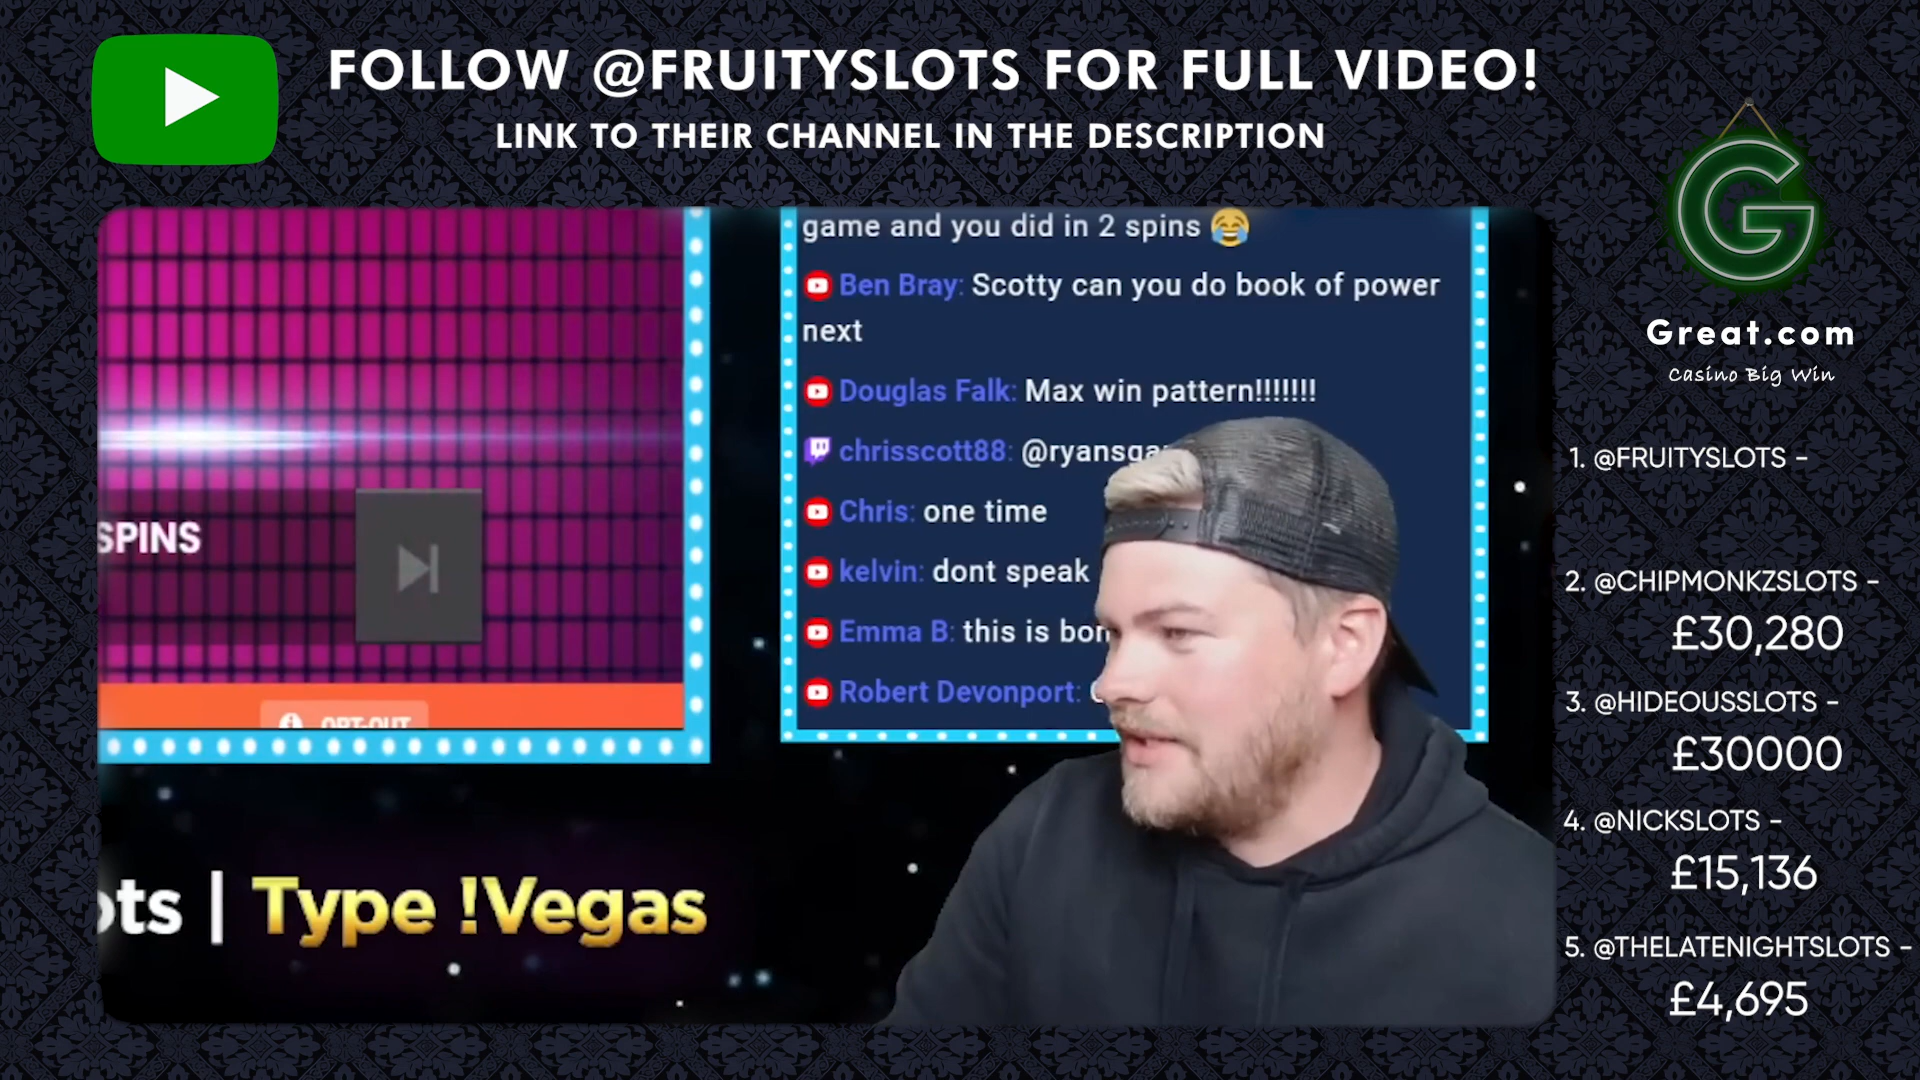 FOLLOW @FRUITYSLOTS FOR FULL VIDEO!
LINK TO THEIR CHANNEL IN THE DESCRIPTION
G
Great.com
Casino Big Win
game and you did in 2 spins 😂
Ben Bray: Scotty can you do book of power
next
Douglas Falk: Max win pattern!!!!!!!
chrisscott88:
Chris: one time
kelvin: dont speak
Emma B: this is
Robert Devonport:
SPINS
OPT-OUT
| Type !Vegas
1. @FRUITYSLOTS -
2. @CHIPMONKZSLOTS -
£30,280
3. @HIDEOUSSLOTS -
£30000
4. @NICKSLOTS -
£15,136
5. @THELATENIGHTSLOTS -
£4,695